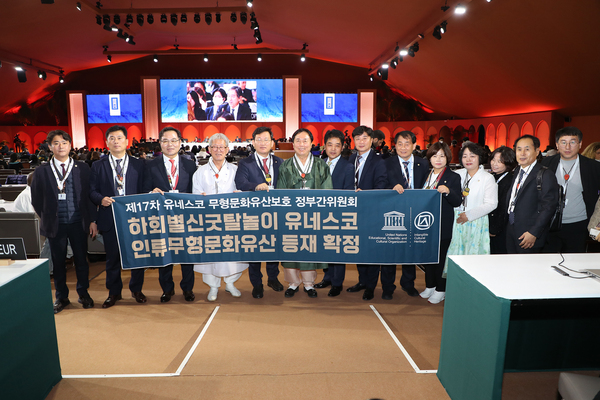 제17차 유네스코 무형문화유산보호 정부간위원회
하회별신굿탈놀이 유네스코
인류무형문화유산 등재 확정
United Nations
Educational, Scientific and
Cultural Organization
Intangible
Cultural
Heritage
EUR